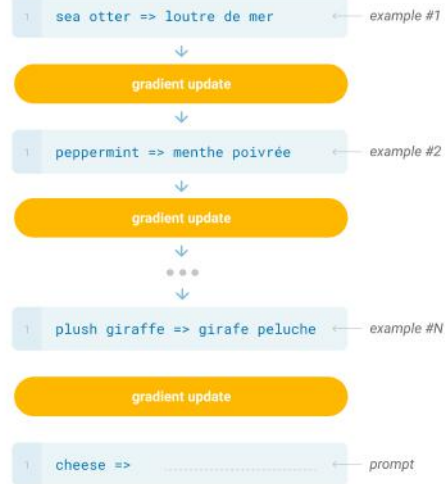 1 sea otter => loutre de mer example #1
gradient update
1 peppermint => menthe poivrée example #2
gradient update
1 plush giraffe => girafe peluche example #N
gradient update
1 cheese => prompt